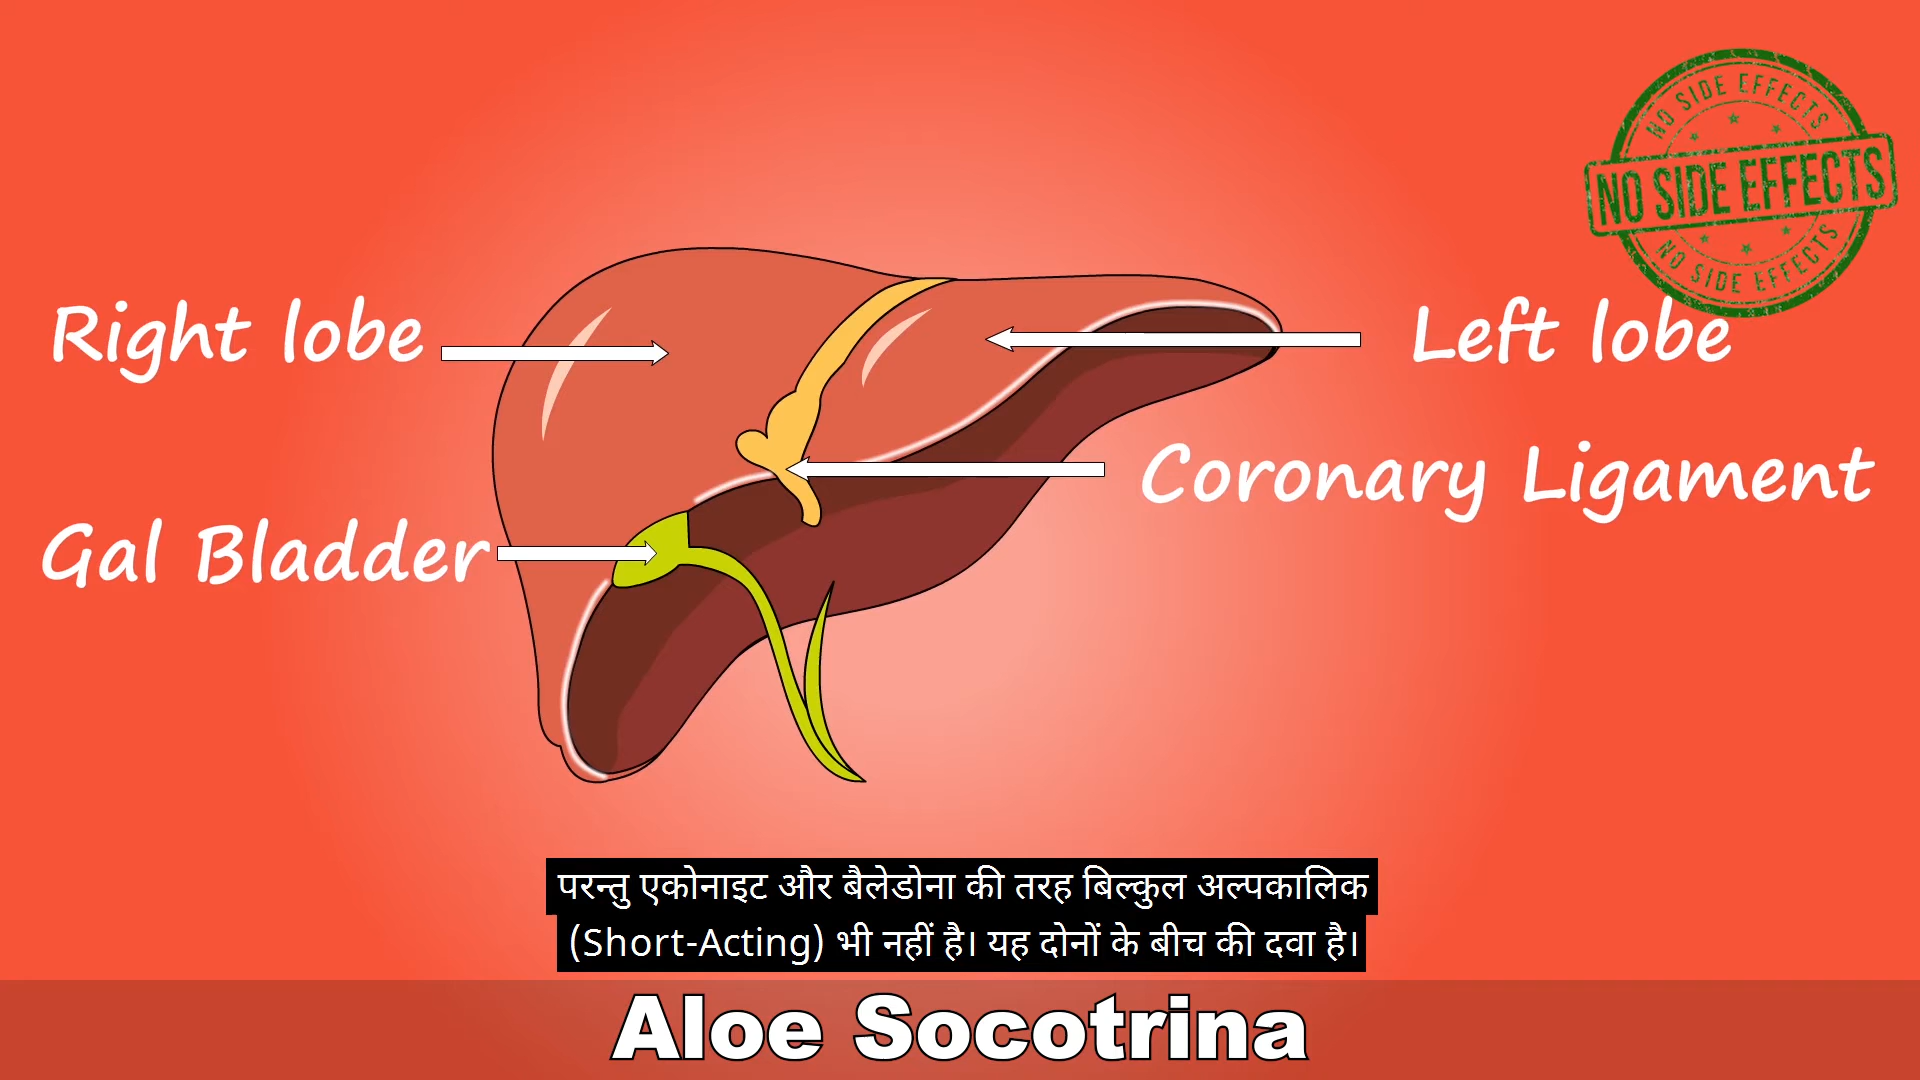 NO SIDE EFFECTS
NO SIDE EFFECTS
NO SIDE EFFECTS
Right lobe
Left lobe
Coronary Ligament
Gal Bladder
परन्तु एकोनाइट और बैलेडोना की तरह बिल्कुल अल्पकालिक
(Short-Acting) भी नहीं है। यह दोनों के बीच की दवा है।
Aloe Socotrina